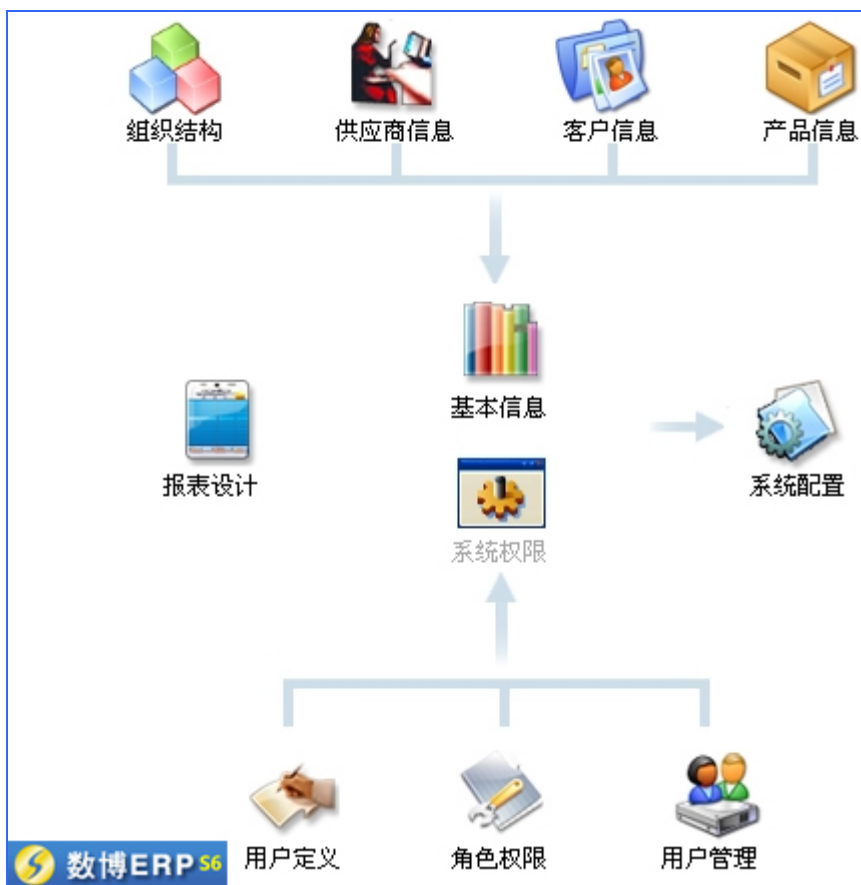 组织结构
供应商信息
客户信息
产品信息
基本信息
报表设计
系统配置
系统权限
用户定义
角色权限
用户管理
数博ERP S6